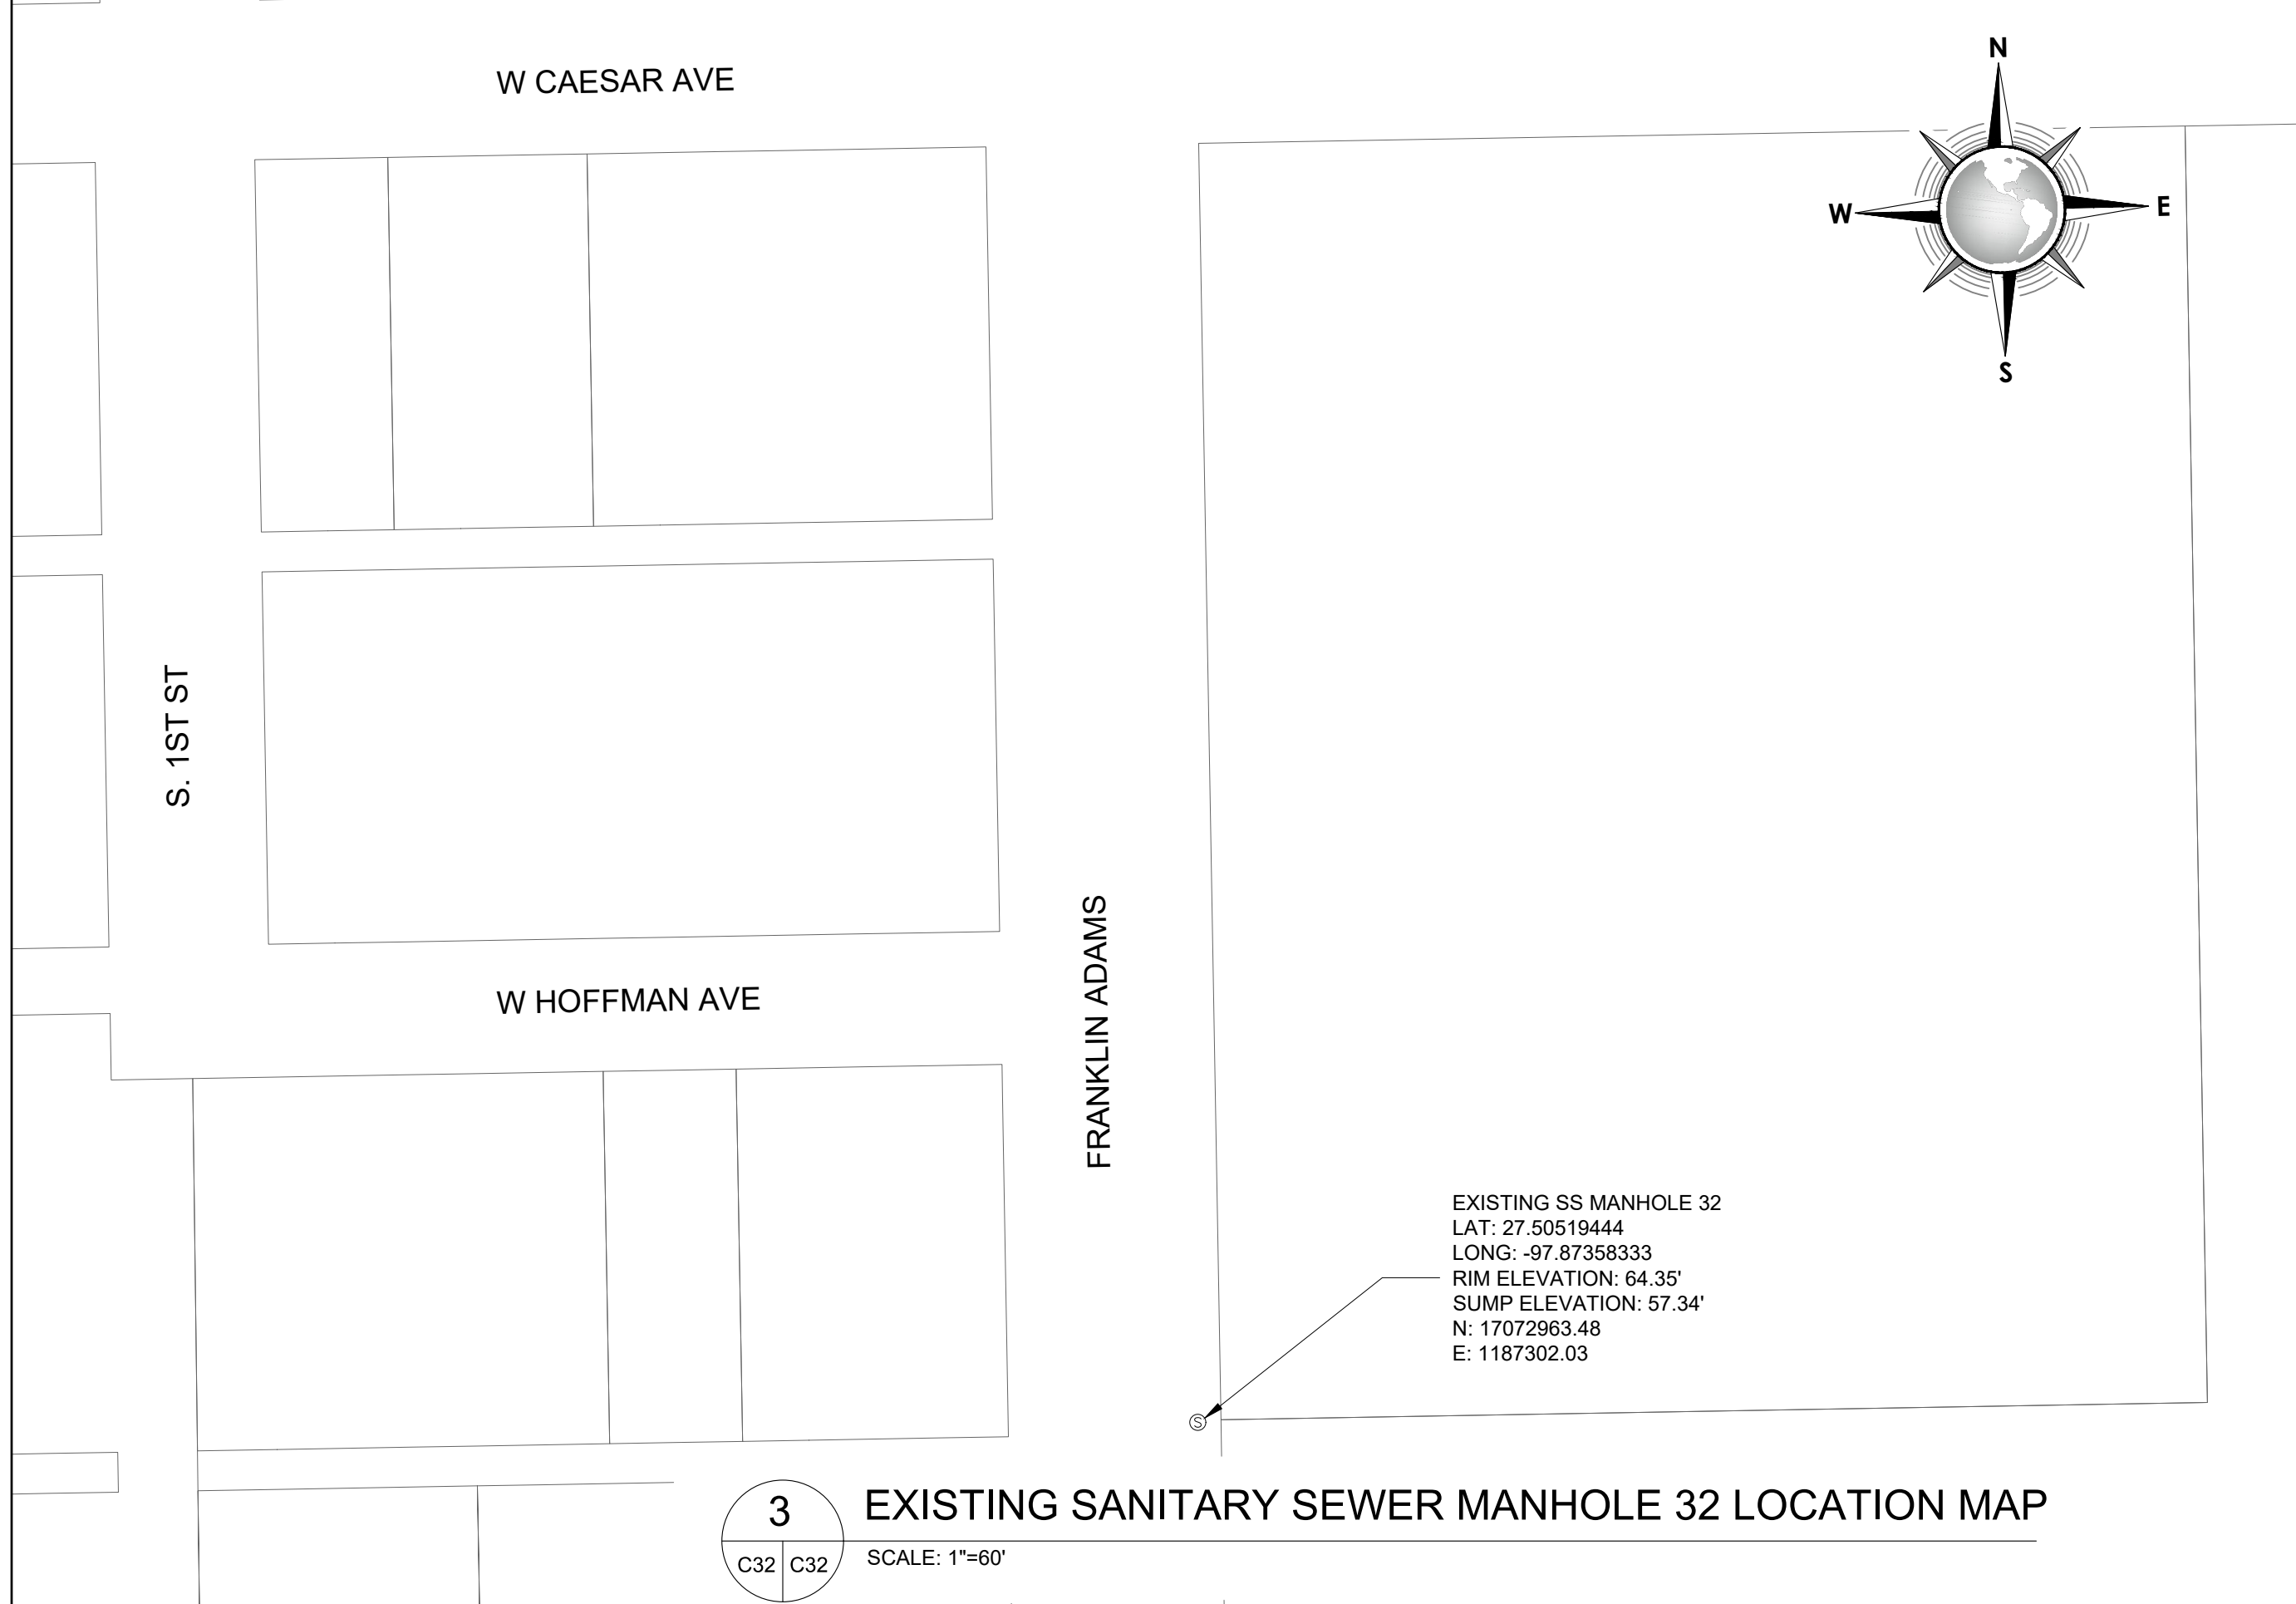 W CAESAR AVE
N
W
E
S
S. 1ST ST
FRANKLIN ADAMS
W HOFFMAN AVE
EXISTING SS MANHOLE 32
LAT: 27.50519444
LONG: -97.87358333
RIM ELEVATION: 64.35'
SUMP ELEVATION: 57.34'
N: 17072963.48
E: 1187302.03
S
3
EXISTING SANITARY SEWER MANHOLE 32 LOCATION MAP
C32 C32
SCALE: 1"=60'